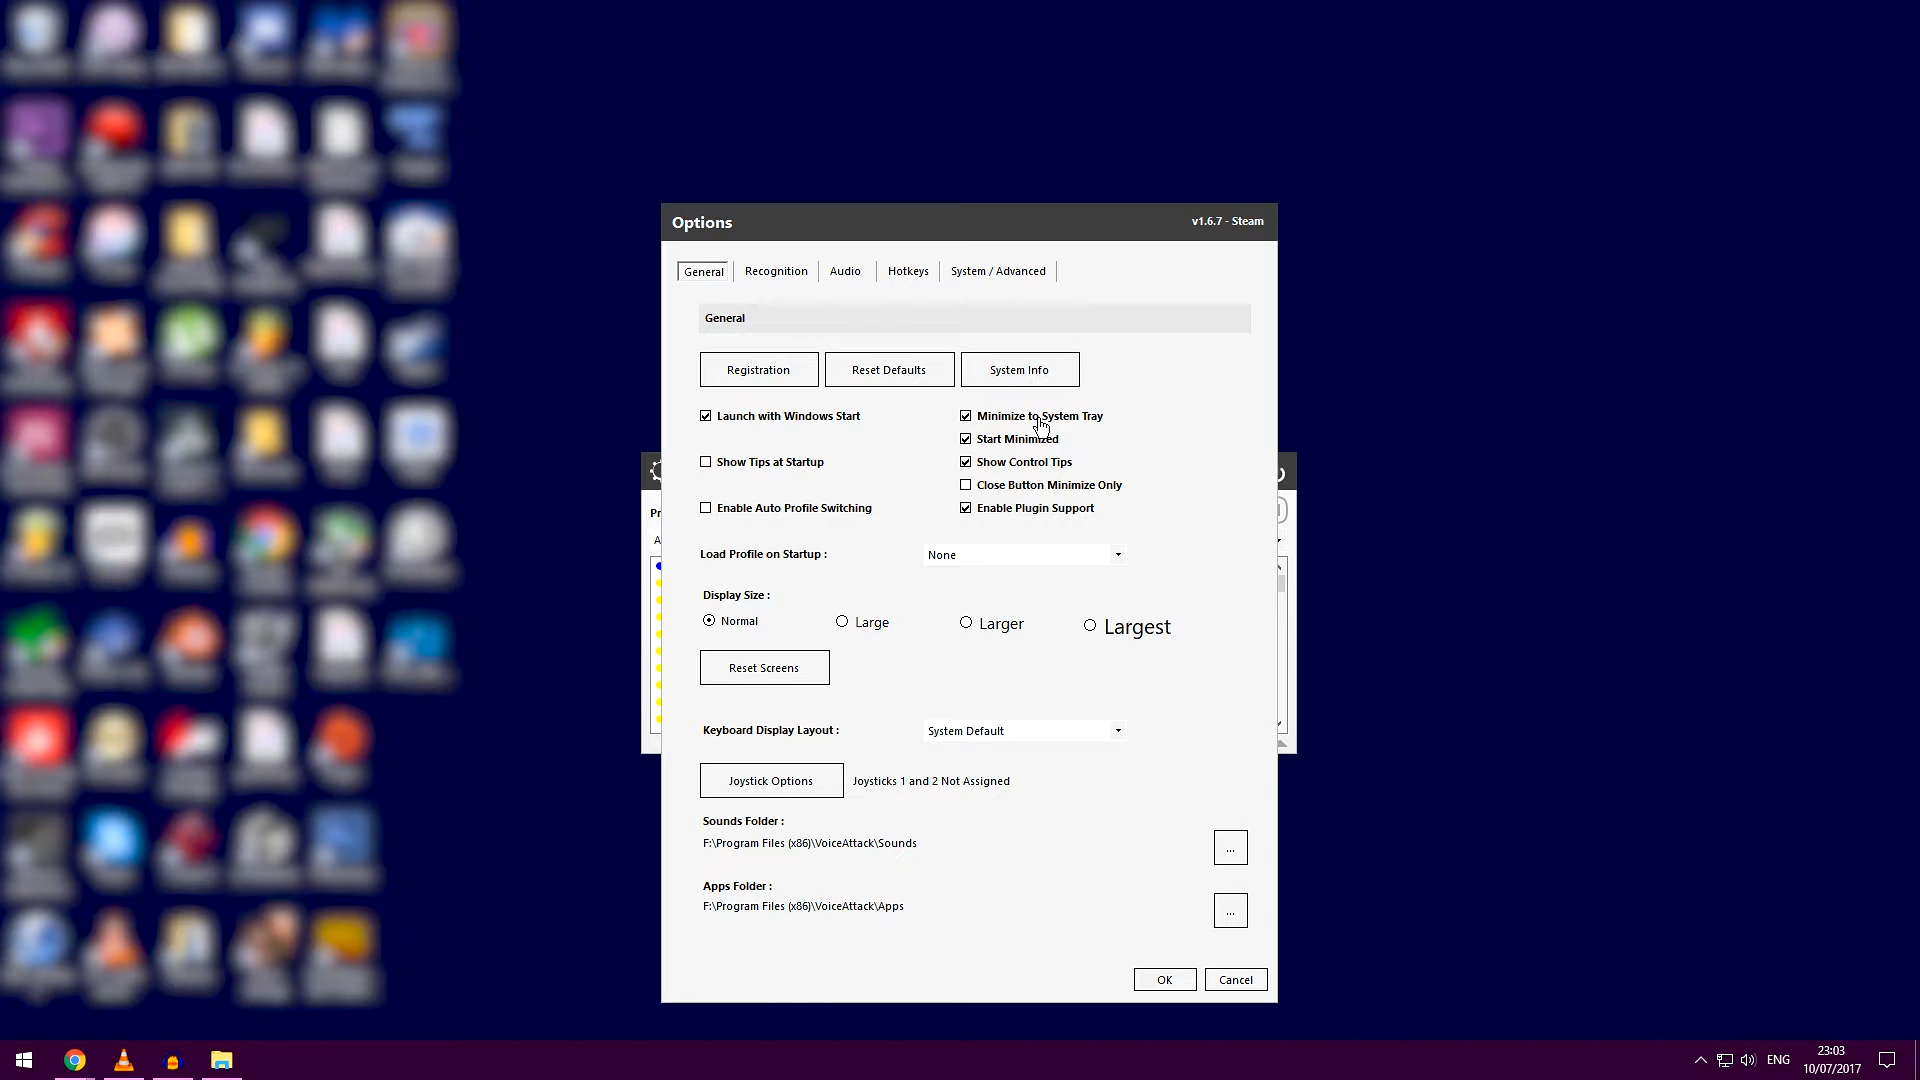 Options
v1.6.7 - Steam
General
Recognition
Audio
Hotkeys
System / Advanced
General
Registration
Reset Defaults
System Info
Launch with Windows Start
Minimize to System Tray
Start Minimized
Show Tips at Startup
Show Control Tips
Close Button Minimize Only
Enable Auto Profile Switching
Enable Plugin Support
Load Profile on Startup :
None
Display Size :
Normal
Large
Larger
Largest
Reset Screens
Keyboard Display Layout :
System Default
Joystick Options
Joysticks 1 and 2 Not Assigned
Sounds Folder :
F:\Program Files (x86)\VoiceAttack\Sounds
...
Apps Folder :
F:\Program Files (x86)\VoiceAttack\Apps
...
OK
Cancel
ENG
23:03
10/07/2017